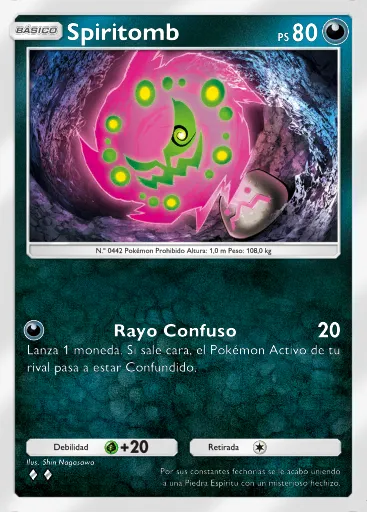 BÁSICO Spiritomb PS 80
N.º 0442 Pokémon Prohibido Altura: 1,0 m Peso: 108,0 kg
Rayo Confuso 20
Lanza 1 moneda. Si sale cara, el Pokémon Activo de tu
rival pasa a estar Confundido.
Debilidad +20 Retirada
Ilus. Shin Nagasawa
Por sus constantes fechorías se le acabó uniendo
a una Piedra Espíritu con un misterioso hechizo.